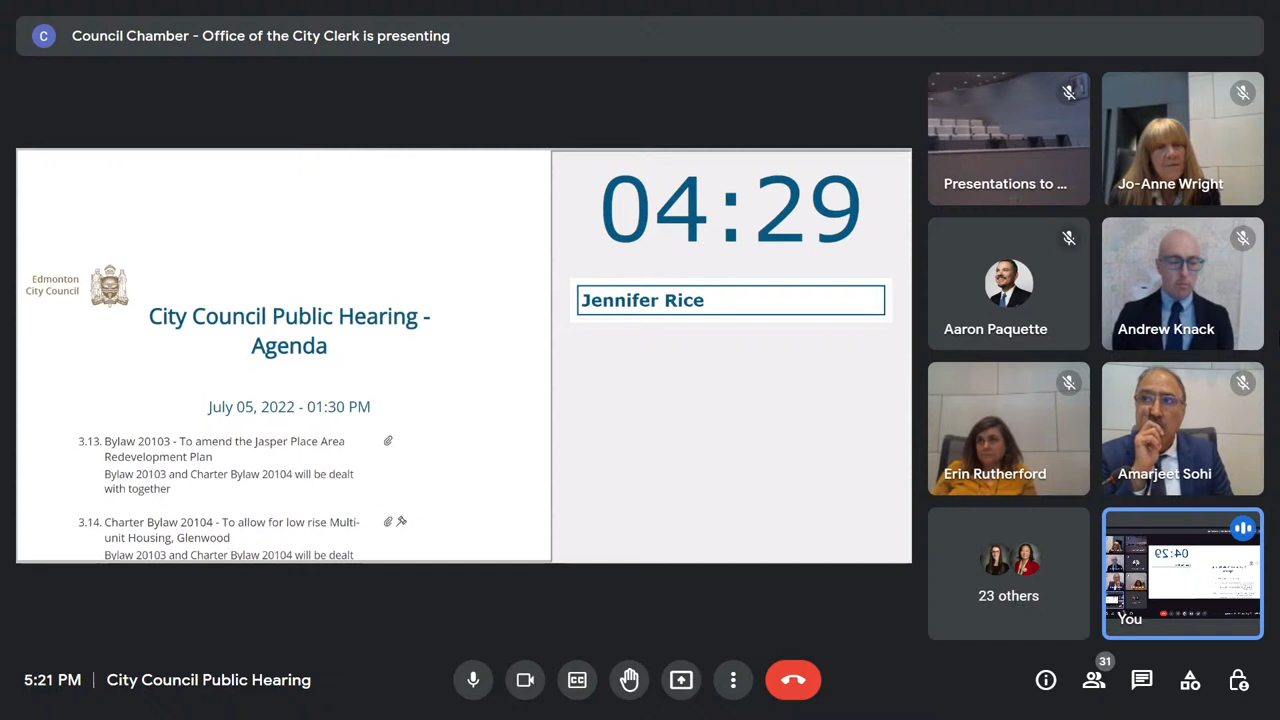 C
Council Chamber - Office of the City Clerk is presenting
Edmonton
City Council
City Council Public Hearing -
Agenda
July 05, 2022 - 01:30 PM
3.13. Bylaw 20103 - To amend the Jasper Place Area
Redevelopment Plan
Bylaw 20103 and Charter Bylaw 20104 will be dealt
with together
3.14. Charter Bylaw 20104 - To allow for low rise Multi-
unit Housing, Glenwood
Bylaw 20103 and Charter Bylaw 20104 will be dealt
04:29
Jennifer Rice
Presentations to ...
Jo-Anne Wright
Aaron Paquette
Andrew Knack
Erin Rutherford
Amarjeet Sohi
23 others
04:29
You
5:21 PM
City Council Public Hearing
31